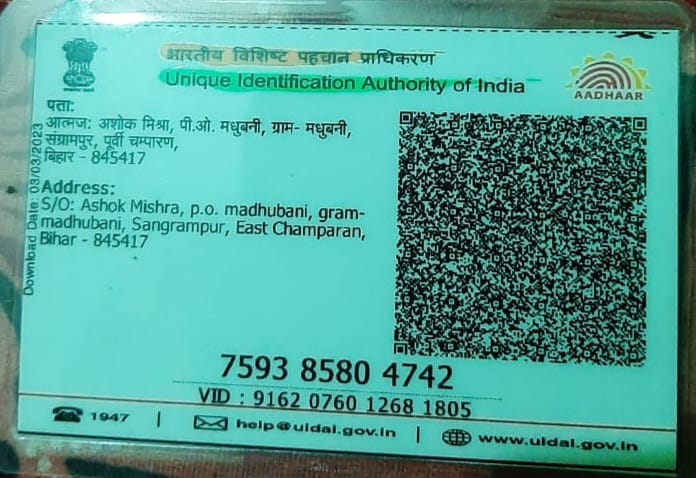 भारतीय विशिष्ट पहचान प्राधिकरण
Unique Identification Authority of India
AADHAAR
पता:
आत्मज: अशोक मिश्रा, पी.ओ. मधुबनी, ग्राम- मधुबनी,
संग्रामपुर, पूर्वी चम्पारण,
बिहार - 845417
Address:
S/O: Ashok Mishra, p.o. madhubani, gram-
madhubani, Sangrampur, East Champaran,
Bihar - 845417
Download Date: 03/03/2023
7593 8580 4742
VID : 9162 0760 1268 1805
1947 | help@uidai.gov.in | www.uidai.gov.in